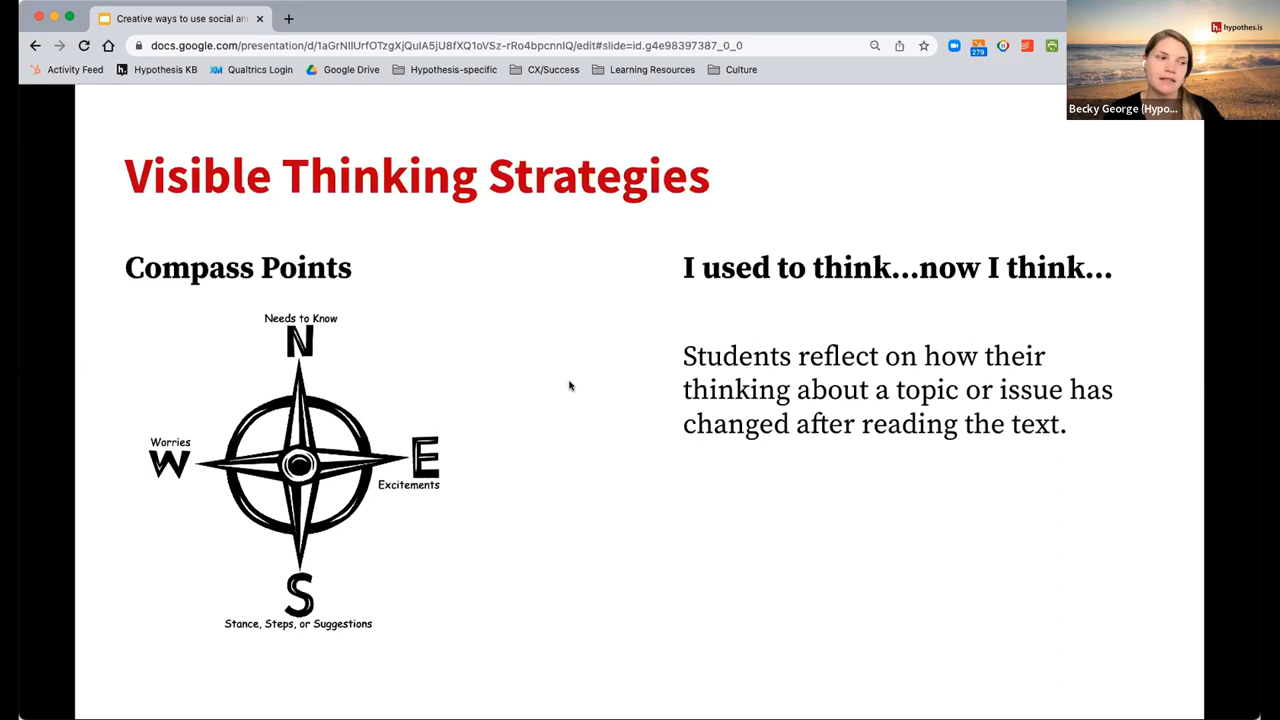 Creative ways to use social an
docs.google.com/presentation/d/1aGrNIlUrfOTzgXjQuIA5jU8fXQ1oVSz-rRo4bpcnnIQ/edit#slide=id.g4e98397387_0_0
279
Activity Feed
h. Hypothesis KB
XM Qualtrics Login
Google Drive
Hypothesis-specific
CX/Success
Learning Resources
Culture
h. hypothes.is
Becky George (Hypo...
Visible Thinking Strategies
Compass Points
Needs to Know
N
Worries
W
E
Excitements
S
Stance, Steps, or Suggestions
I used to think...now I think...
Students reflect on how their
thinking about a topic or issue has
changed after reading the text.